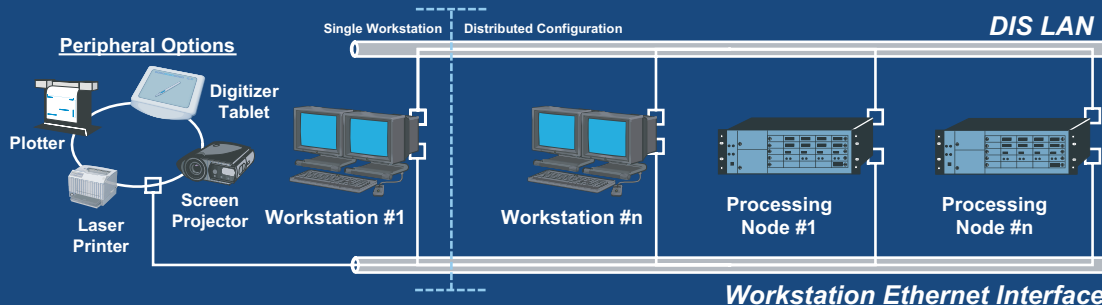 Single Workstation
Distributed Configuration
DIS LAN
Peripheral Options
Digitizer
Tablet
Plotter
Screen
Projector
Laser
Printer
Workstation #1
Workstation #n
Processing
Node #1
Processing
Node #n
Workstation Ethernet Interface